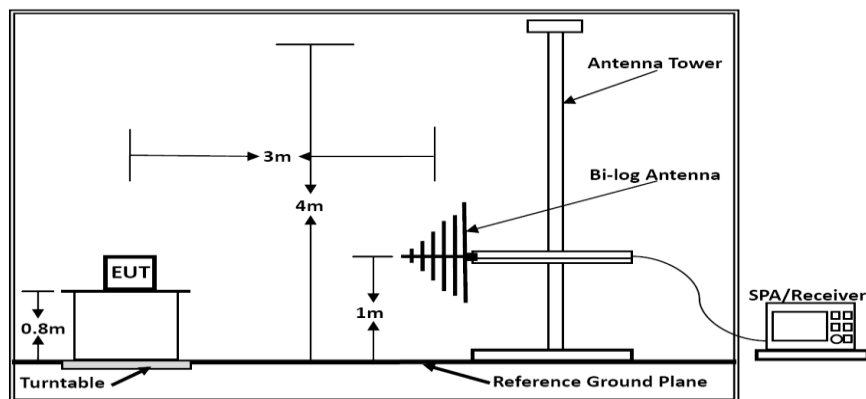 Antenna Tower
3m
Bi-log Antenna
4m
EUT
SPA/Receiver
0.8m
1m
Turntable
Reference Ground Plane